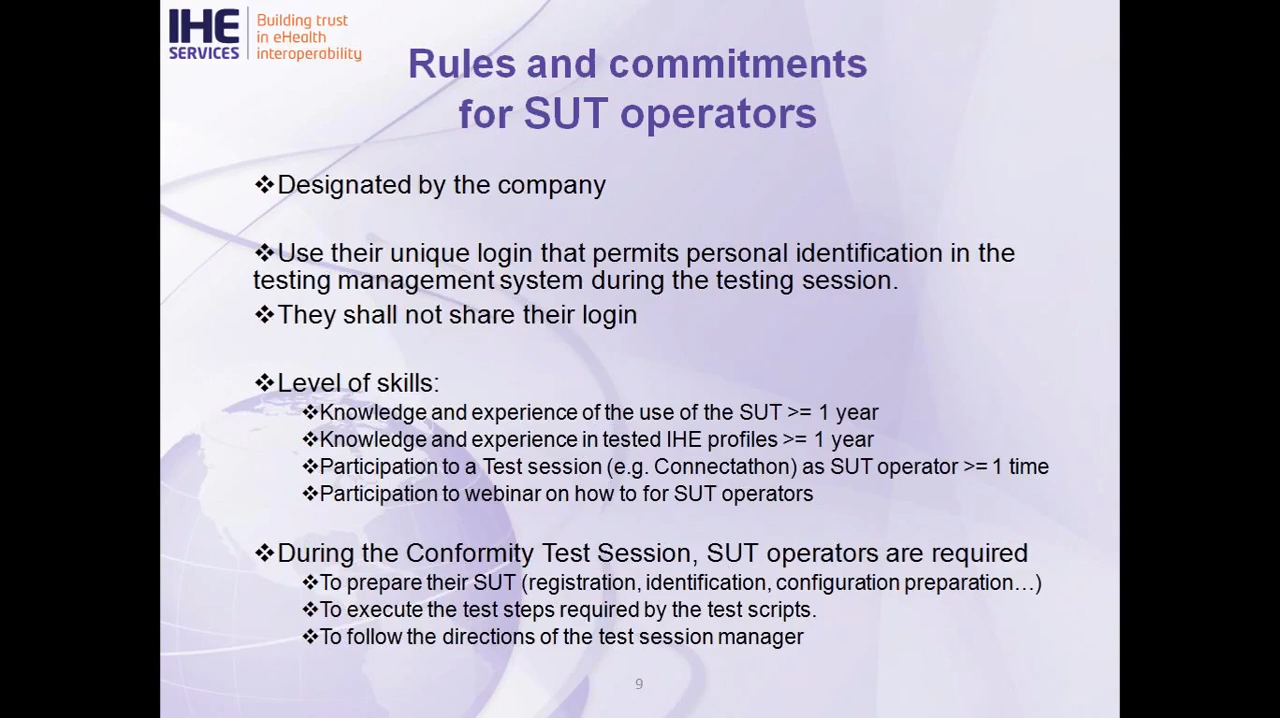 IHE
SERVICES
Building trust
in eHealth
interoperability
Rules and commitments
for SUT operators
❖Designated by the company
❖Use their unique login that permits personal identification in the
testing management system during the testing session.
❖They shall not share their login
❖Level of skills:
❖Knowledge and experience of the use of the SUT >= 1 year
❖Knowledge and experience in tested IHE profiles >= 1 year
❖Participation to a Test session (e.g. Connectathon) as SUT operator >= 1 time
❖Participation to webinar on how to for SUT operators
❖During the Conformity Test Session, SUT operators are required
❖To prepare their SUT (registration, identification, configuration preparation…)
❖To execute the test steps required by the test scripts.
❖To follow the directions of the test session manager
9